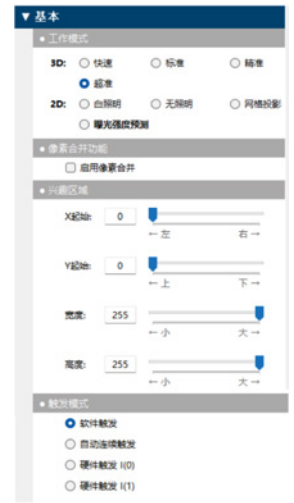 ▼ 基本
● 工作模式
3D: 快速 标准 精准
超准
2D: 白照明 无照明 网格投影
曝光强度预测
● 像素合并功能
启用像素合并
● 兴趣区域
X起始: 0
← 左 右 →
Y起始: 0
← 上 下 →
宽度: 255
← 小 大 →
高度: 255
← 小 大 →
● 触发模式
软件触发
自动连续触发
硬件触发 I(0)
硬件触发 I(1)